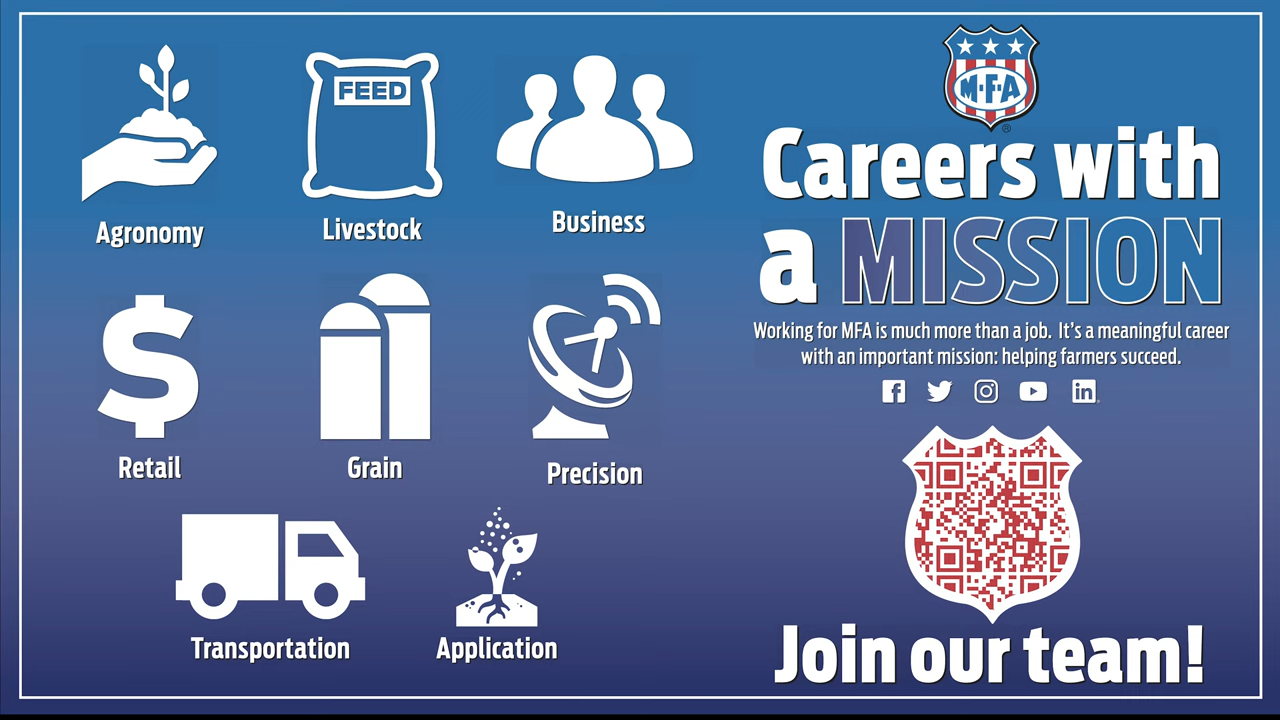 FEED
Agronomy
Livestock
Business
$
Retail
Grain
Precision
Transportation
Application
M·F·A
®
Careers with
a MISSION
Working for MFA is much more than a job. It's a meaningful career
with an important mission: helping farmers succeed.
in
Join our team!